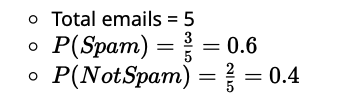 ○ Total emails = 5
○ P(Spam) = 3/5 = 0.6
○ P(NotSpam) = 2/5 = 0.4